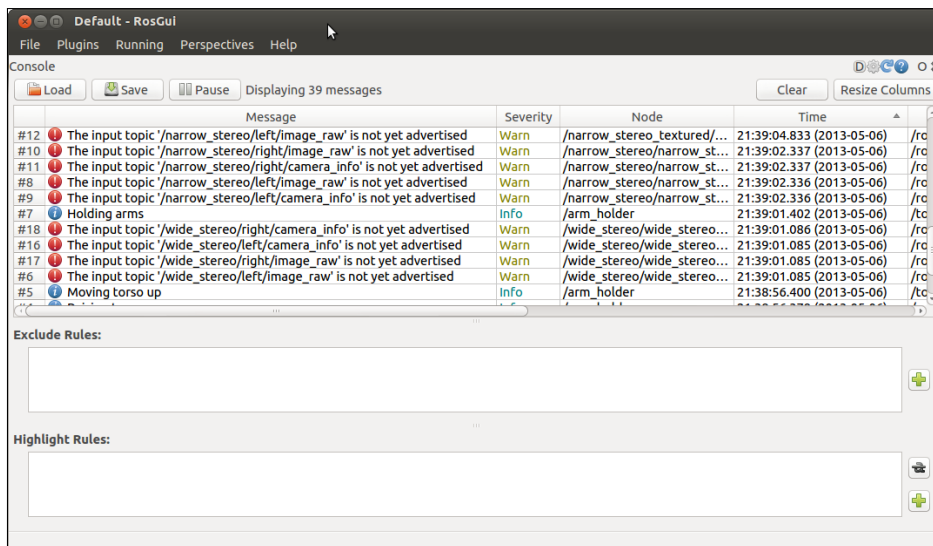 Default - RosGui
File Plugins Running Perspectives Help
Console D O
Load Save Pause Displaying 39 messages Clear Resize Columns
Message Severity Node Time
#12 The input topic '/narrow_stereo/left/image_raw' is not yet advertised Warn /narrow_stereo_textured/... 21:39:04.833 (2013-05-06) /ro
#10 The input topic '/narrow_stereo/right/image_raw' is not yet advertised Warn /narrow_stereo/narrow_st... 21:39:02.337 (2013-05-06) /ro
#11 The input topic '/narrow_stereo/right/camera_info' is not yet advertised Warn /narrow_stereo/narrow_st... 21:39:02.337 (2013-05-06) /ro
#8 The input topic '/narrow_stereo/left/image_raw' is not yet advertised Warn /narrow_stereo/narrow_st... 21:39:02.336 (2013-05-06) /ro
#9 The input topic '/narrow_stereo/left/camera_info' is not yet advertised Warn /narrow_stereo/narrow_st... 21:39:02.336 (2013-05-06) /ro
#7 Holding arms Info /arm_holder 21:39:01.402 (2013-05-06) /to
#18 The input topic '/wide_stereo/right/camera_info' is not yet advertised Warn /wide_stereo/wide_stereo... 21:39:01.086 (2013-05-06) /ro
#16 The input topic '/wide_stereo/left/camera_info' is not yet advertised Warn /wide_stereo/wide_stereo... 21:39:01.085 (2013-05-06) /ro
#17 The input topic '/wide_stereo/right/image_raw' is not yet advertised Warn /wide_stereo/wide_stereo... 21:39:01.085 (2013-05-06) /ro
#6 The input topic '/wide_stereo/left/image_raw' is not yet advertised Warn /wide_stereo/wide_stereo... 21:39:01.085 (2013-05-06) /ro
#5 Moving torso up Info /arm_holder 21:38:56.400 (2013-05-06) /to
Exclude Rules:
Highlight Rules: